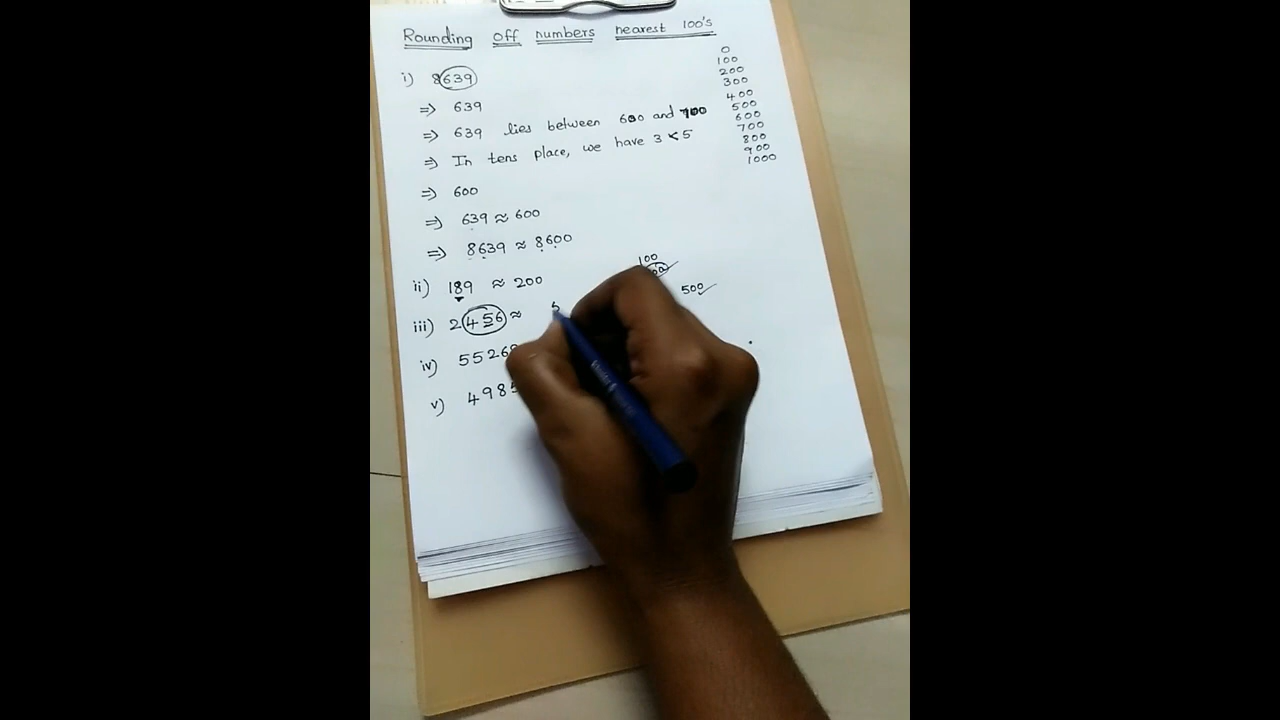 Rounding off numbers nearest 100's
i) 8639
⇒ 639
⇒ 639 lies between 600 and 700
⇒ In tens place, we have 3 < 5
⇒ 600
⇒ 639 ≈ 600
⇒ 8639 ≈ 8600
ii) 189 ≈ 200
iii) 2456 ≈ 5
iv) 5526
v) 498
0
100
200
300
400
500
600
700
800
900
1000
100
500